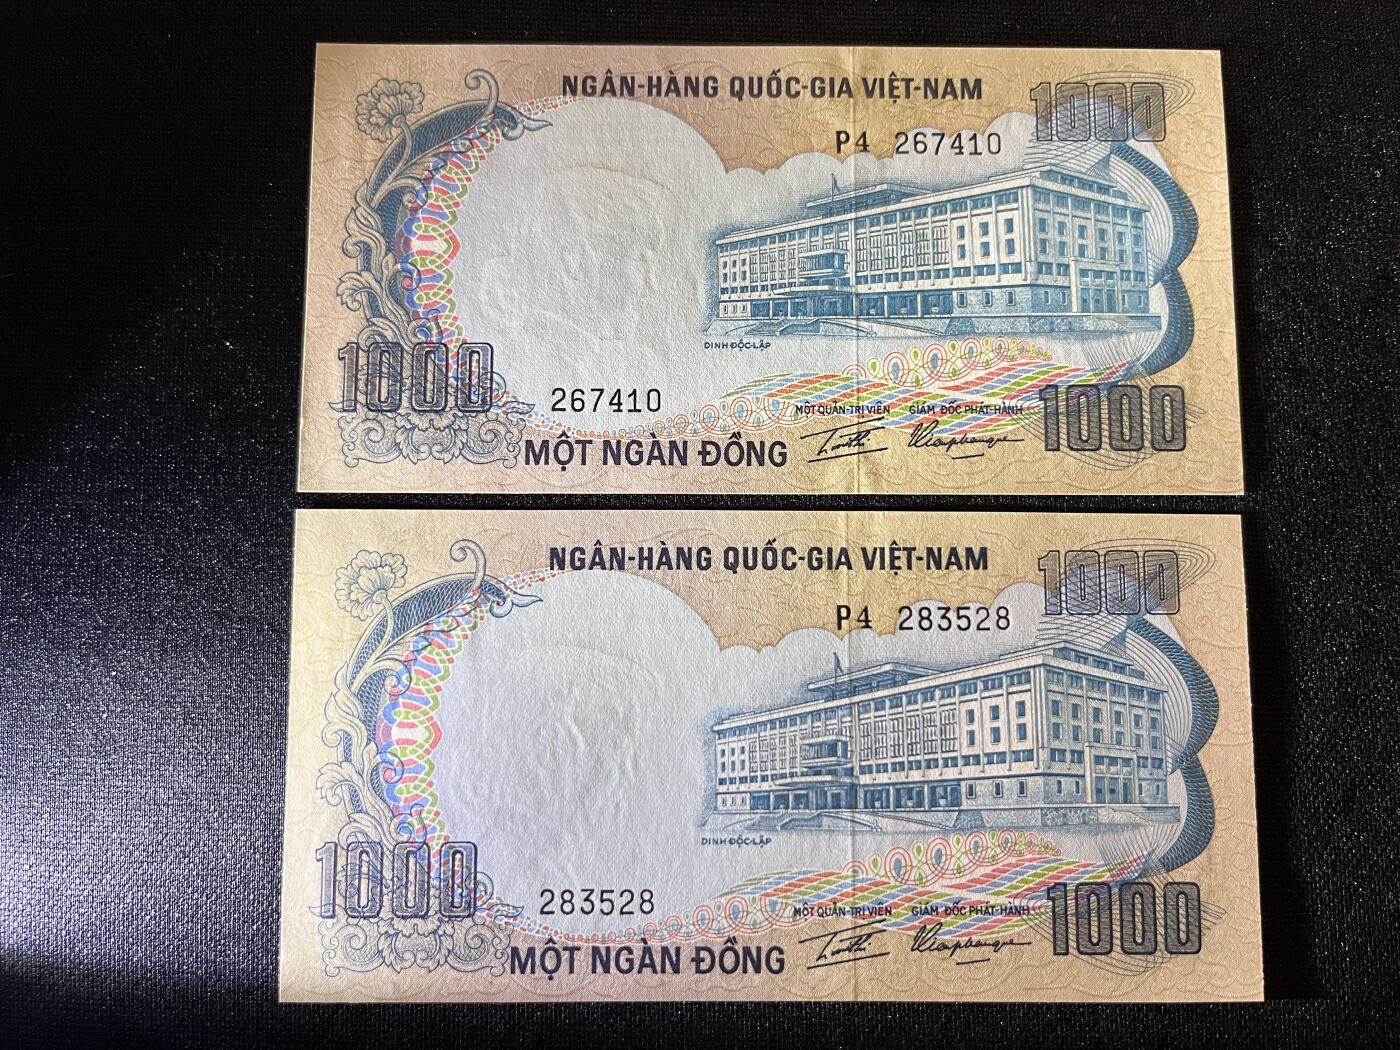 NGÂN-HÀNG QUỐC-GIA VIỆT-NAM
1000
P4 267410
DINH ĐỘC-LẬP
1000
267410
MỘT QUẢN-TRỊ VIÊN GIÁM ĐỐC PHÁT-HÀNH
1000
MỘT NGÀN ĐỒNG
NGÂN-HÀNG QUỐC-GIA VIỆT-NAM
1000
P4 283528
DINH ĐỘC-LẬP
1000
283528
MỘT QUẢN-TRỊ VIÊN GIÁM ĐỐC PHÁT-HÀNH
1000
MỘT NGÀN ĐỒNG